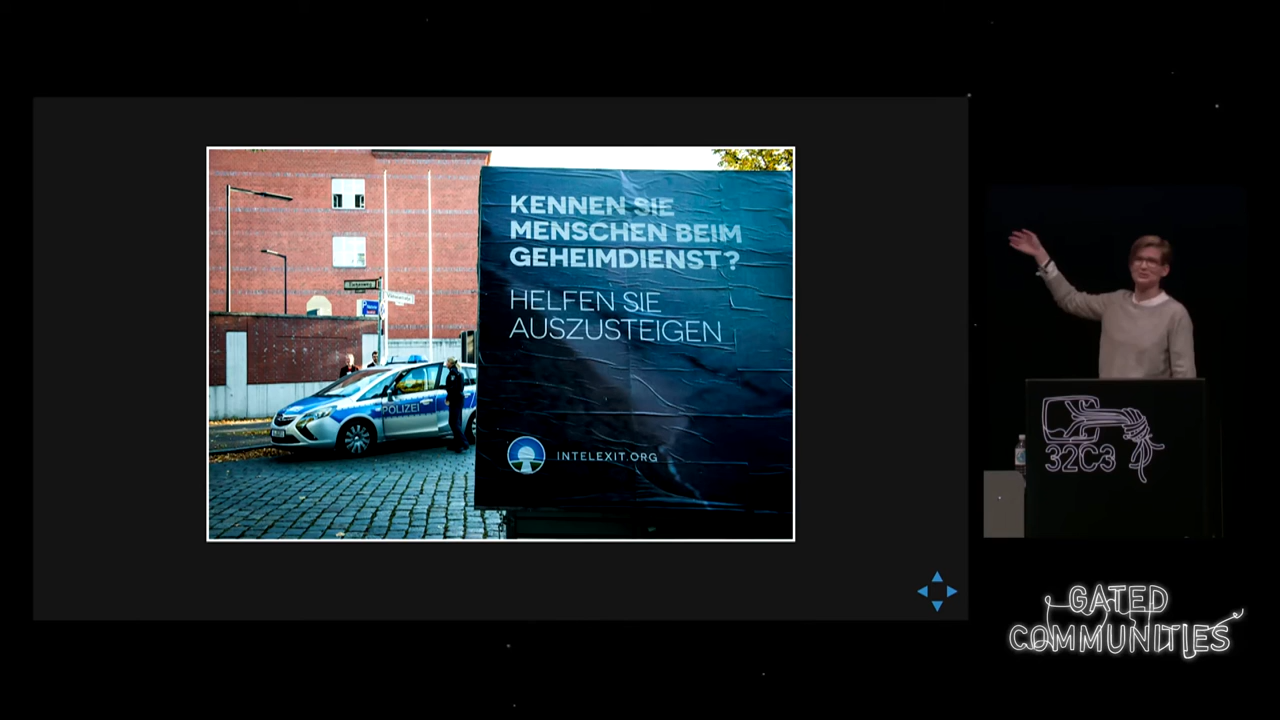 KENNEN SIE
MENSCHEN BEIM
GEHEIMDIENST?
HELFEN SIE
AUSZUSTEIGEN
INTELEXIT.ORG
POLIZEI
32C3
GATED
COMMUNITIES